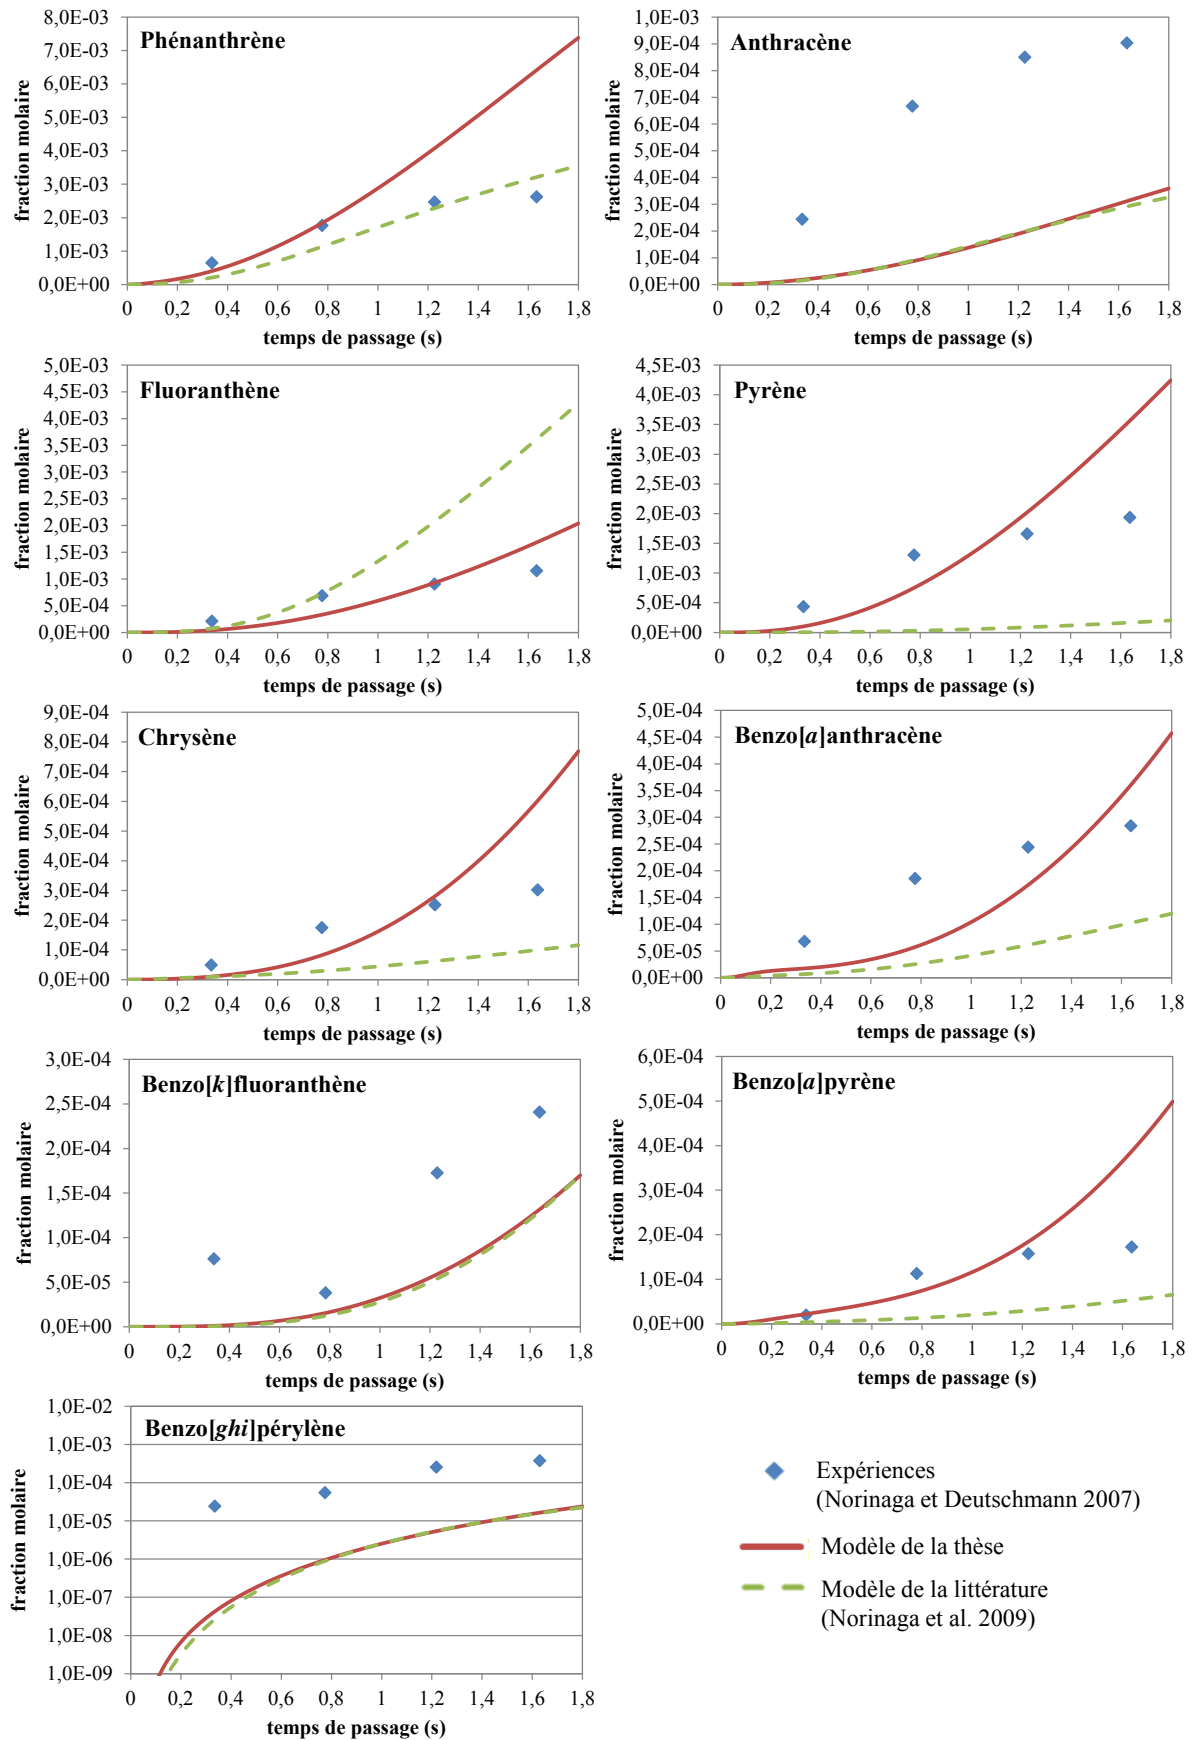 Phénanthrène
fraction molaire
8,0E-03
7,0E-03
6,0E-03
5,0E-03
4,0E-03
3,0E-03
2,0E-03
1,0E-03
0,0E+00
0 0,2 0,4 0,6 0,8 1 1,2 1,4 1,6 1,8
temps de passage (s)
Anthracène
fraction molaire
1,0E-03
9,0E-04
8,0E-04
7,0E-04
6,0E-04
5,0E-04
4,0E-04
3,0E-04
2,0E-04
1,0E-04
0,0E+00
0 0,2 0,4 0,6 0,8 1 1,2 1,4 1,6 1,8
temps de passage (s)
Fluoranthène
fraction molaire
5,0E-03
4,5E-03
4,0E-03
3,5E-03
3,0E-03
2,5E-03
2,0E-03
1,5E-03
1,0E-03
5,0E-04
0,0E+00
0 0,2 0,4 0,6 0,8 1 1,2 1,4 1,6 1,8
temps de passage (s)
Pyrène
fraction molaire
4,5E-03
4,0E-03
3,5E-03
3,0E-03
2,5E-03
2,0E-03
1,5E-03
1,0E-03
5,0E-04
0,0E+00
0 0,2 0,4 0,6 0,8 1 1,2 1,4 1,6 1,8
temps de passage (s)
Chrysène
fraction molaire
9,0E-04
8,0E-04
7,0E-04
6,0E-04
5,0E-04
4,0E-04
3,0E-04
2,0E-04
1,0E-04
0,0E+00
0 0,2 0,4 0,6 0,8 1 1,2 1,4 1,6 1,8
temps de passage (s)
Benzo[a]anthracène
fraction molaire
5,0E-04
4,5E-04
4,0E-04
3,5E-04
3,0E-04
2,5E-04
2,0E-04
1,5E-04
1,0E-04
5,0E-05
0,0E+00
0 0,2 0,4 0,6 0,8 1 1,2 1,4 1,6 1,8
temps de passage (s)
Benzo[k]fluoranthène
fraction molaire
3,0E-04
2,5E-04
2,0E-04
1,5E-04
1,0E-04
5,0E-05
0,0E+00
0 0,2 0,4 0,6 0,8 1 1,2 1,4 1,6 1,8
temps de passage (s)
Benzo[a]pyrène
fraction molaire
6,0E-04
5,0E-04
4,0E-04
3,0E-04
2,0E-04
1,0E-04
0,0E+00
0 0,2 0,4 0,6 0,8 1 1,2 1,4 1,6 1,8
temps de passage (s)
Benzo[ghi]pérylène
fraction molaire
1,0E-02
1,0E-03
1,0E-04
1,0E-05
1,0E-06
1,0E-07
1,0E-08
1,0E-09
0 0,2 0,4 0,6 0,8 1 1,2 1,4 1,6 1,8
temps de passage (s)
Expériences
(Norinaga et Deutschmann 2007)
Modèle de la thèse
Modèle de la littérature
(Norinaga et al. 2009)